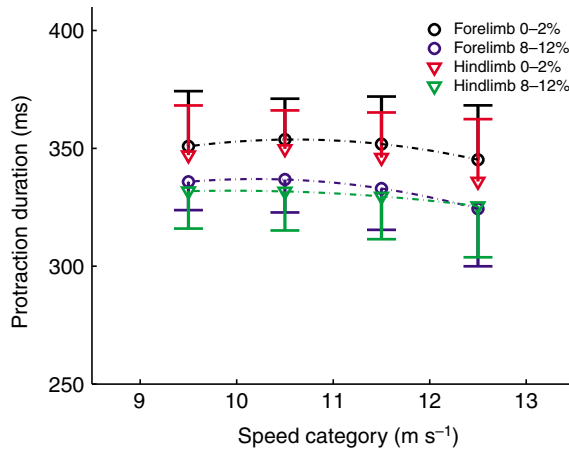 400
350
300
250
Protraction duration (ms)
Forelimb 0–2%
Forelimb 8–12%
Hindlimb 0–2%
Hindlimb 8–12%
9 10 11 12 13
Speed category (m s⁻¹)